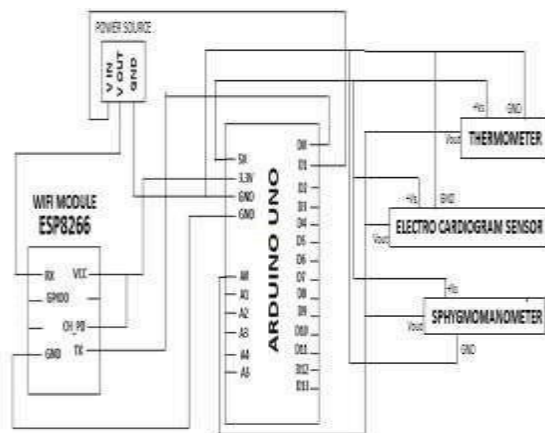 POWER SOURCE
V IN
V OUT
GND
WIFI MODULE
ESP8266
RX
VCC
GPIO0
CH_PD
GND
TX
ARDUINO UNO
5V
3.3V
GND
GND
A0
A1
A2
A3
A4
A5
D0
D1
D2
D3
D4
D5
D6
D7
D8
D9
D10
D11
D12
D13
+Vs
GND
Vout
THERMOMETER
+Vs
GND
Vout
ELECTRO CARDIOGRAM SENSOR
+Vs
Vout
SPHYGMOMANOMETER
GND